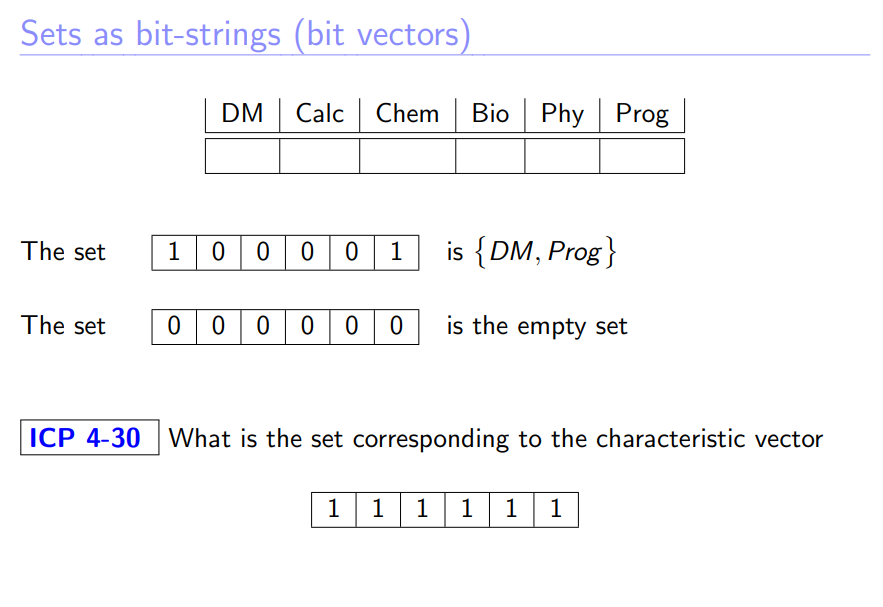 Sets as bit-strings (bit vectors)
DM Calc Chem Bio Phy Prog
The set 1 0 0 0 0 1 is {DM, Prog}
The set 0 0 0 0 0 0 is the empty set
ICP 4-30 What is the set corresponding to the characteristic vector
1 1 1 1 1 1